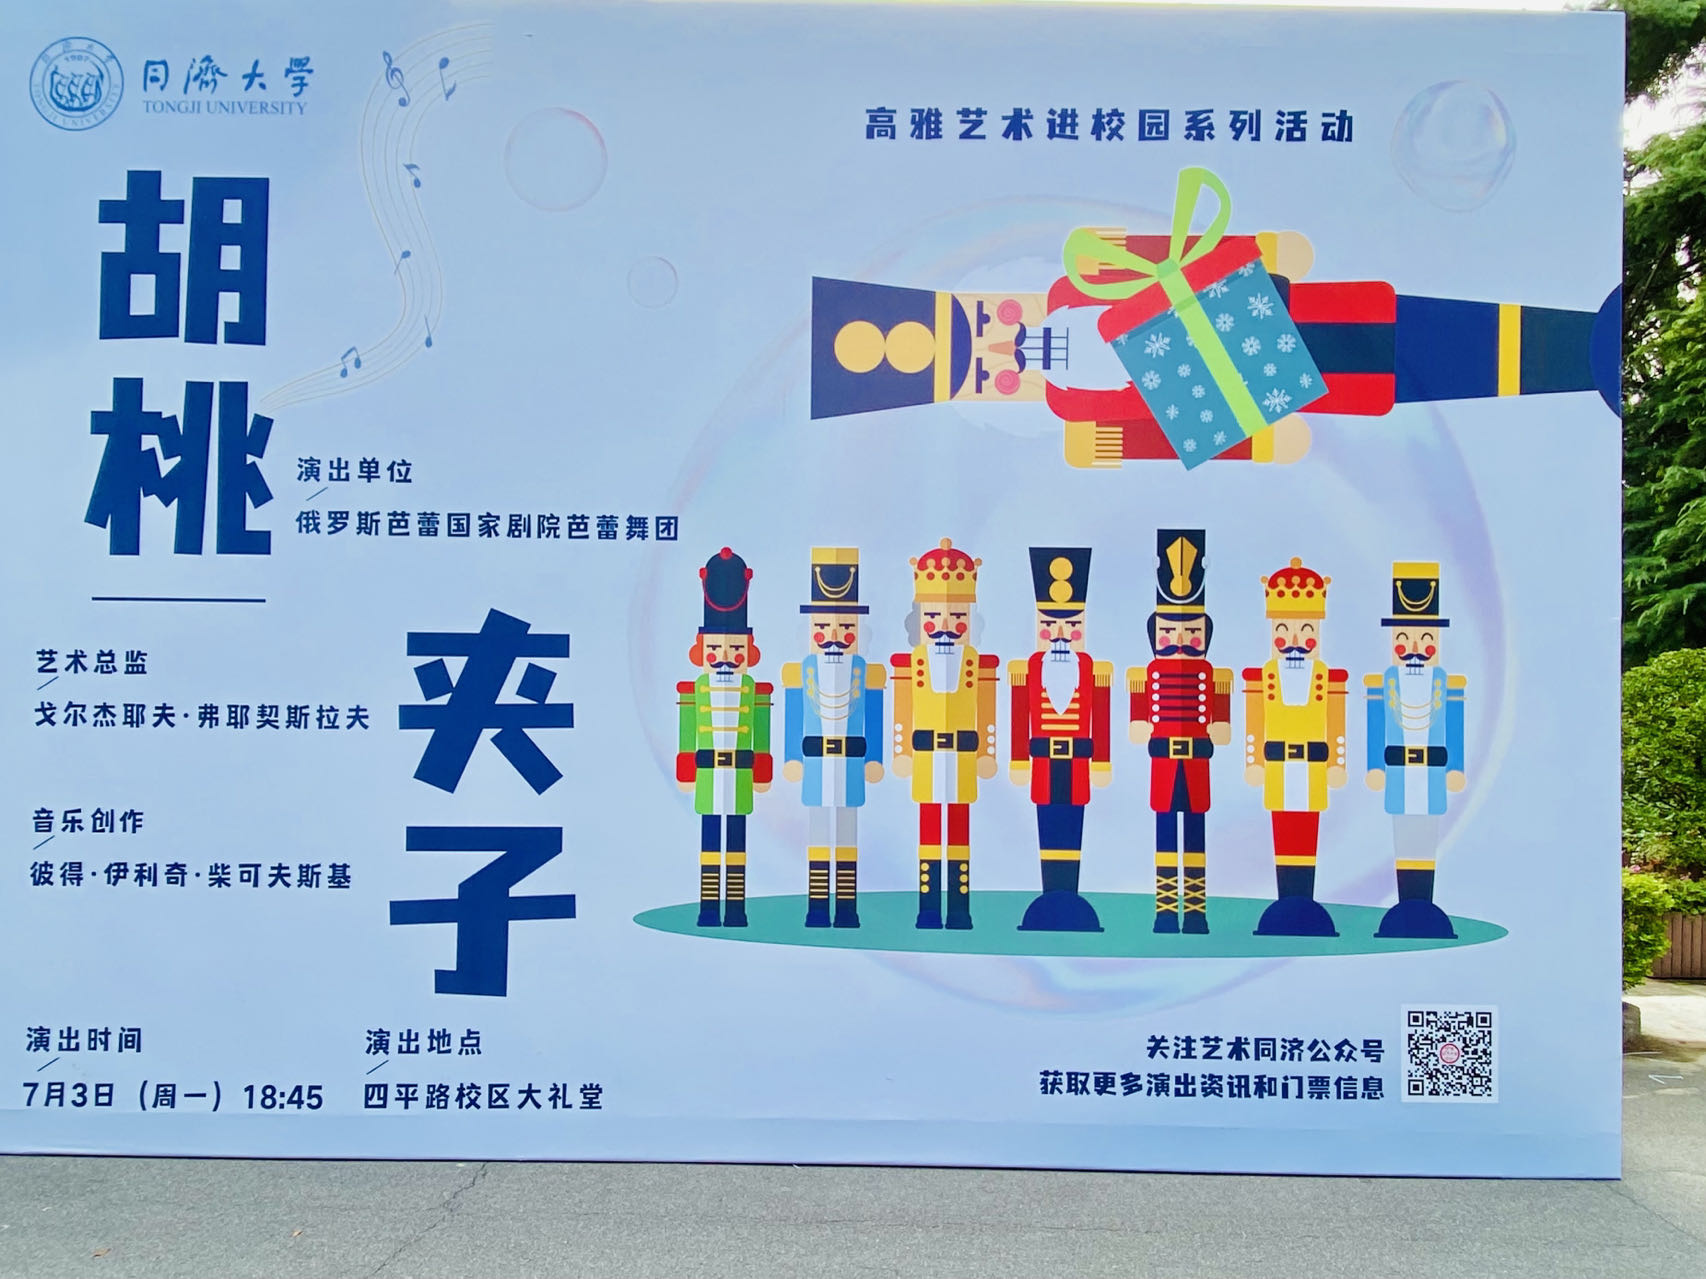 同濟大學
TONGJI UNIVERSITY
高雅艺术进校园系列活动
胡桃
夹子
演出单位
俄罗斯芭蕾国家剧院芭蕾舞团
艺术总监
戈尔杰耶夫·弗耶契斯拉夫
音乐创作
彼得·伊利奇·柴可夫斯基
演出时间
7月3日（周一）18:45
演出地点
四平路校区大礼堂
关注艺术同济公众号
获取更多演出资讯和门票信息